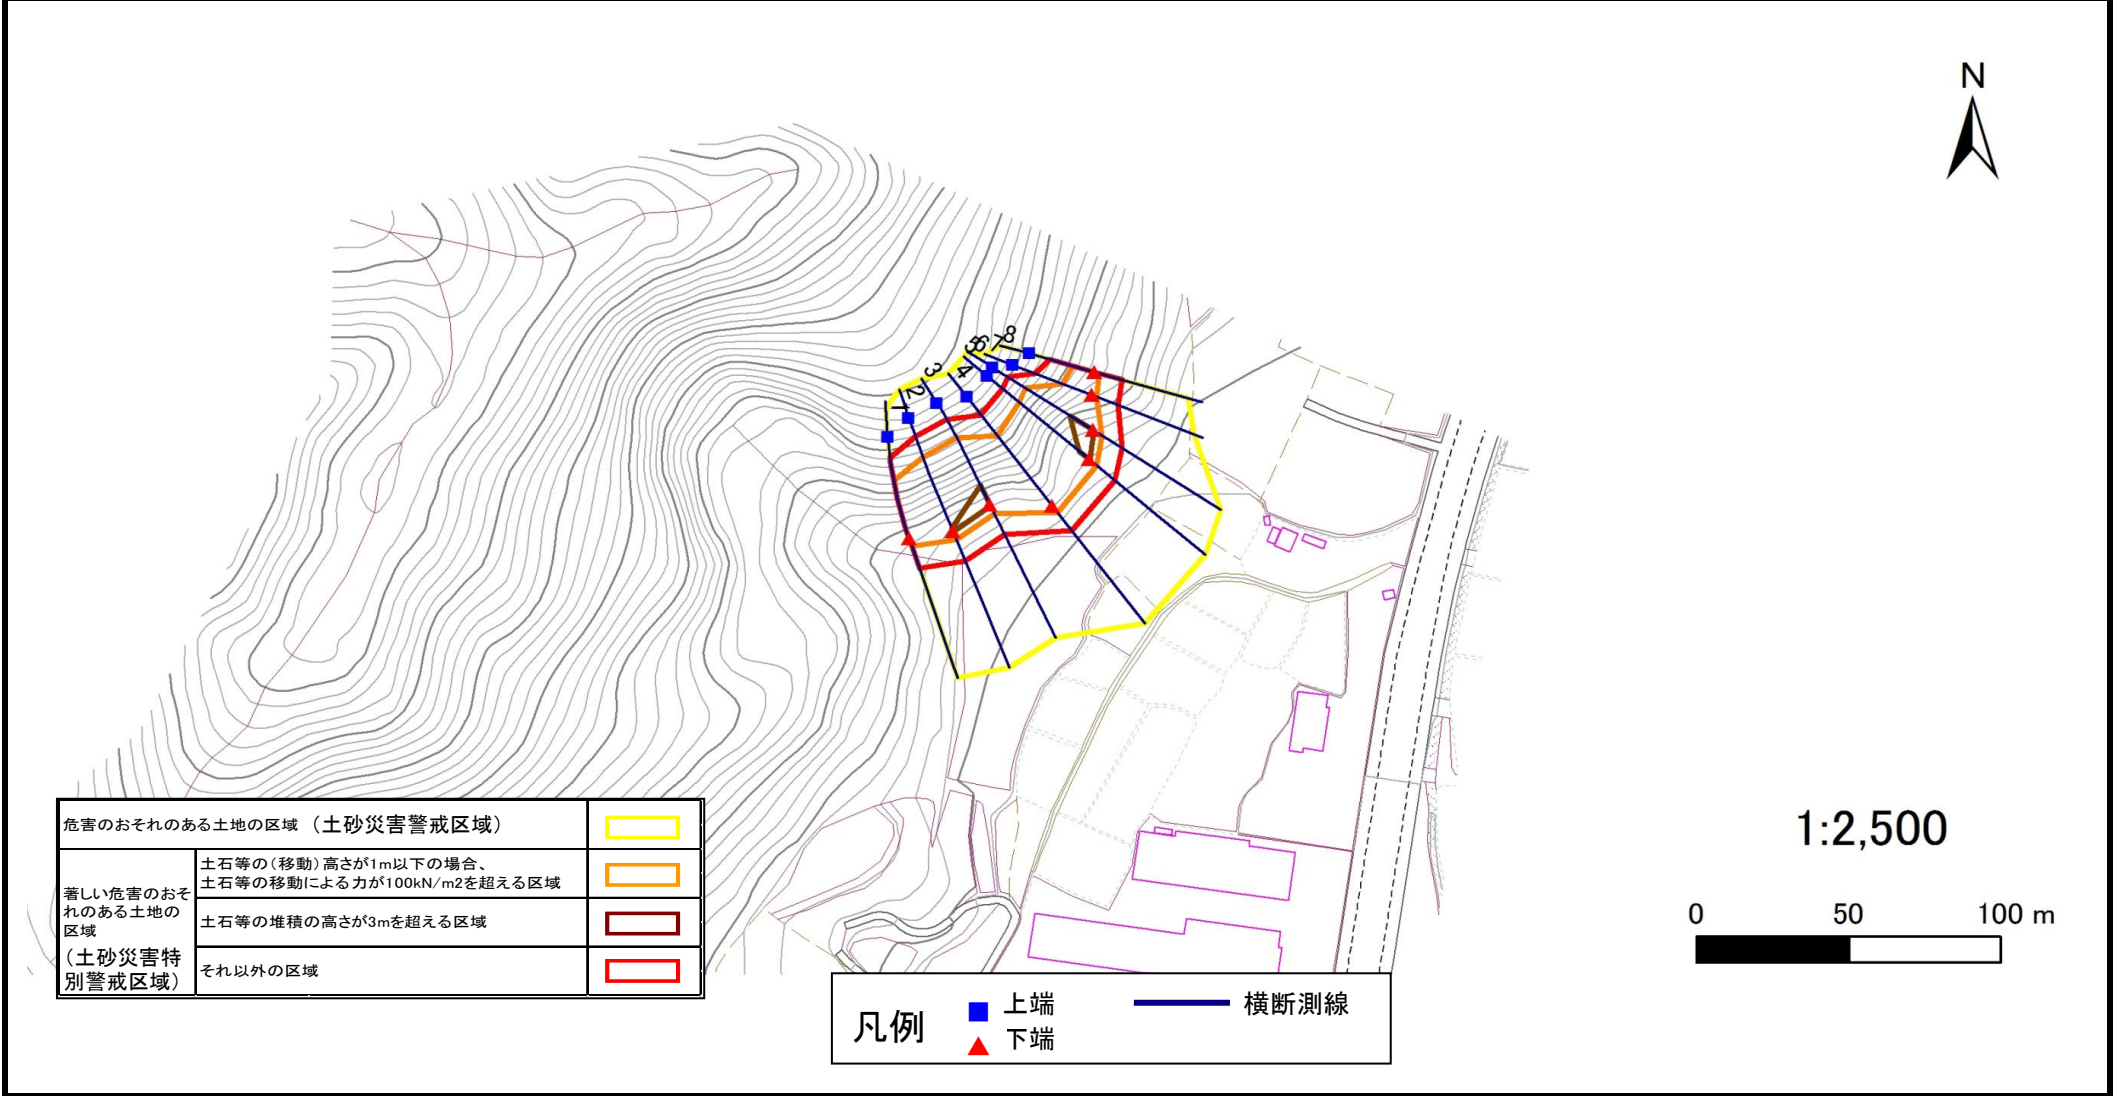 N
1
2
3
4
5
6
7
8
危害のおそれのある土地の区域 （土砂災害警戒区域）
著しい危害のおそ
れのある土地の
区域
（土砂災害特
別警戒区域）
土石等の（移動）高さが1m以下の場合、
土石等の移動による力が100kN/m2を超える区域
土石等の堆積の高さが3mを超える区域
それ以外の区域
1:2,500
0 50 100 m
凡例
上端
下端
横断測線